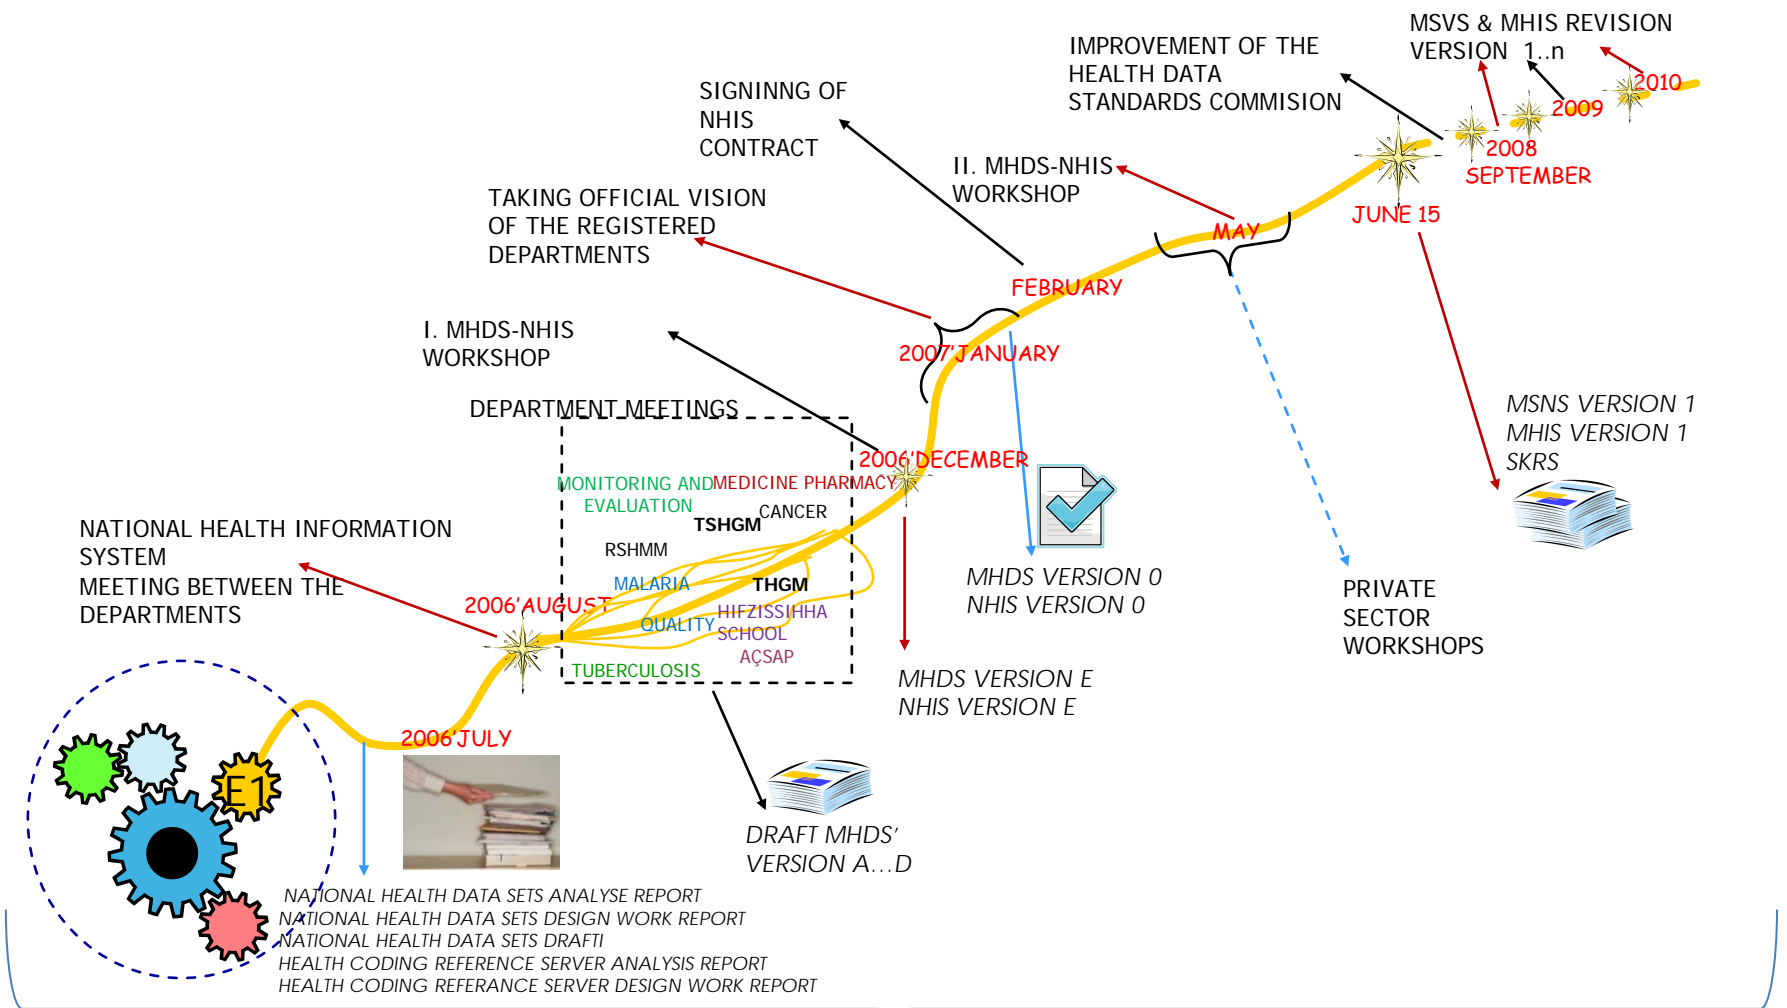 MSVS & MHIS REVISION
VERSION 1..n
IMPROVEMENT OF THE
HEALTH DATA
STANDARDS COMMISION
2010
2009
2008
SEPTEMBER
SIGNINNG OF
NHIS
CONTRACT
II. MHDS-NHIS
WORKSHOP
JUNE 15
MAY
TAKING OFFICIAL VISION
OF THE REGISTERED
DEPARTMENTS
FEBRUARY
I. MHDS-NHIS
WORKSHOP
2007'JANUARY
DEPARTMENT MEETINGS
2006'DECEMBER
MSNS VERSION 1
MHIS VERSION 1
SKRS
MONITORING AND
EVALUATION
MEDICINE PHARMACY
CANCER
TSHGM
RSHMM
MALARIA
THGM
HIFZISSIHHA
SCHOOL
QUALITY
AÇSAP
TUBERCULOSIS
NATIONAL HEALTH INFORMATION
SYSTEM
MEETING BETWEEN THE
DEPARTMENTS
2006'AUGUST
MHDS VERSION 0
NHIS VERSION 0
PRIVATE
SECTOR
WORKSHOPS
MHDS VERSION E
NHIS VERSION E
2006'JULY
E1
DRAFT MHDS'
VERSION A...D
NATIONAL HEALTH DATA SETS ANALYSE REPORT
NATIONAL HEALTH DATA SETS DESIGN WORK REPORT
NATIONAL HEALTH DATA SETS DRAFTI
HEALTH CODING REFERENCE SERVER ANALYSIS REPORT
HEALTH CODING REFERANCE SERVER DESIGN WORK REPORT